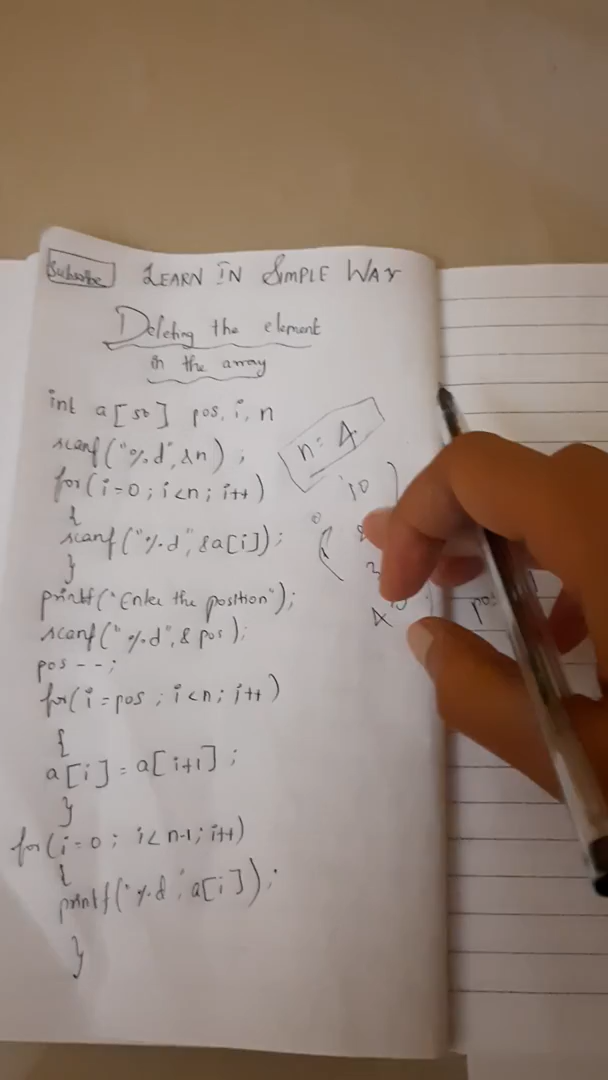 Subscribe LEARN IN SIMPLE WAY
Deleting the element
in the array
int a[50] pos, i, n
scanf("%d", &n);
for(i=0; i<n; i++)
{
scanf("%d", &a[i]);
}
printf("Enter the position");
scanf("%d", & pos);
pos--;
for(i=pos; i<n; i++)
{
a[i] = a[i+1];
}
for(i=0; i<n-1; i++)
{
printf("%d", a[i]);
}
n: 4
10
0